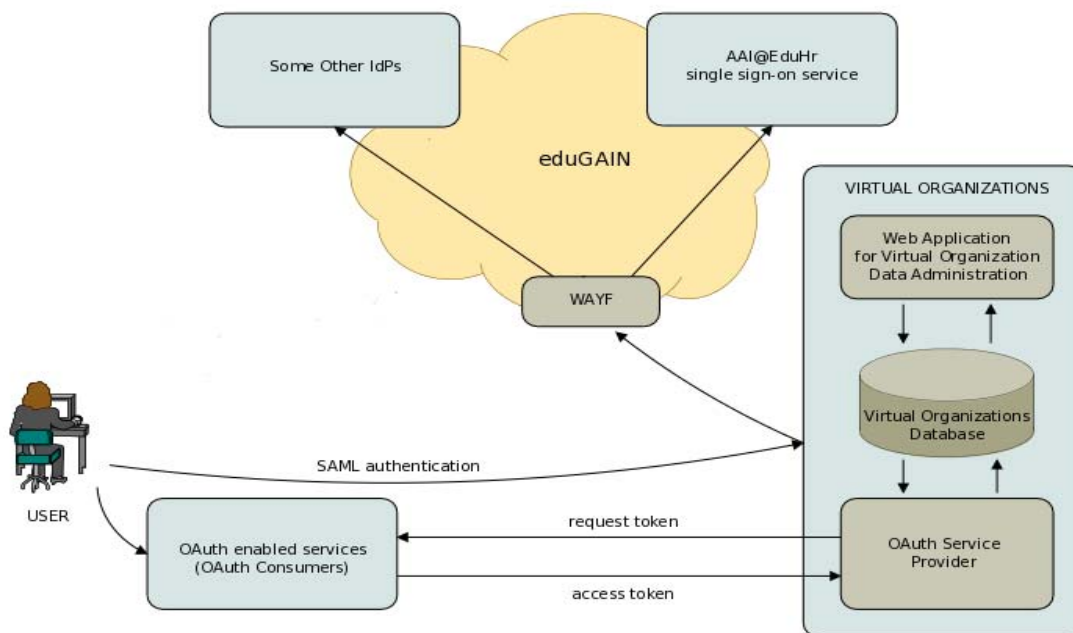 Some Other IdPs
AAI@EduHr
single sign-on service
eduGAIN
VIRTUAL ORGANIZATIONS
Web Application
for Virtual Organization
Data Administration
WAYF
Virtual Organizations
Database
SAML authentication
USER
OAuth enabled services
(OAuth Consumers)
request token
access token
OAuth Service
Provider